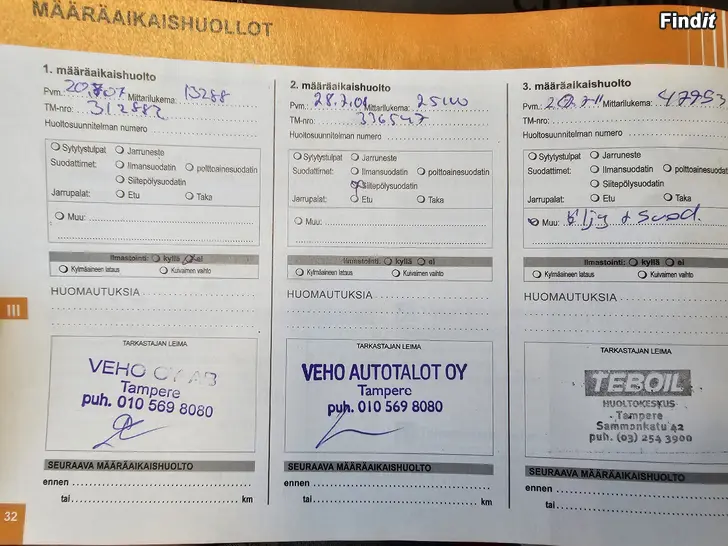 Findit
MÄÄRÄAIKAISHUOLLOT
1. määräaikaishuolto
Pvm.: 20.807 Mittarilukema: 13288
TM-nro: 312882
Huoltosuunnitelman numero
Sytytystulpat Jarruneste
Suodattimet: Ilmansuodatin polttoainesuodatin
Siitepölysuodatin
Jarrupalat: Etu Taka
Muu:
Ilmastointi: kyllä ei
Kylmäaineen lataus Kuivaimen vaihto
HUOMAUTUKSIA
TARKASTAJAN LEIMA
VEHO OY AB
Tampere
puh. 010 569 8080
SEURAAVA MÄÄRÄAIKAISHUOLTO
ennen
tai km
2. määräaikaishuolto
Pvm.: 28.7.08 Mittarilukema: 25100
TM-nro: 336547
Huoltosuunnitelman numero
Sytytystulpat Jarruneste
Suodattimet: Ilmansuodatin polttoainesuodatin
Siitepölysuodatin
Jarrupalat: Etu Taka
Muu:
Ilmastointi: kyllä ei
Kylmäaineen lataus Kuivaimen vaihto
HUOMAUTUKSIA
TARKASTAJAN LEIMA
VEHO AUTOTALOT OY
Tampere
puh. 010 569 8080
SEURAAVA MÄÄRÄAIKAISHUOLTO
ennen
tai km
3. määräaikaishuolto
Pvm.: Mittarilukema: 47953
TM-nro:
Huoltosuunnitelman numero
Sytytystulpat Jarruneste
Suodattimet: Ilmansuodatin polttoainesuodatin
Siitepölysuodatin
Jarrupalat: Etu Taka
Muu: Öljy + Suod.
Ilmastointi: kyllä ei
Kylmäaineen lataus Kuivaimen vaihto
HUOMAUTUKSIA
TARKASTAJAN LEIMA
TEBOIL
HUOLTOKESKUS
Tampere
Sammonkatu 42
puh. (03) 254 3900
SEURAAVA MÄÄRÄAIKAISHUOLTO
ennen
tai km
III
32